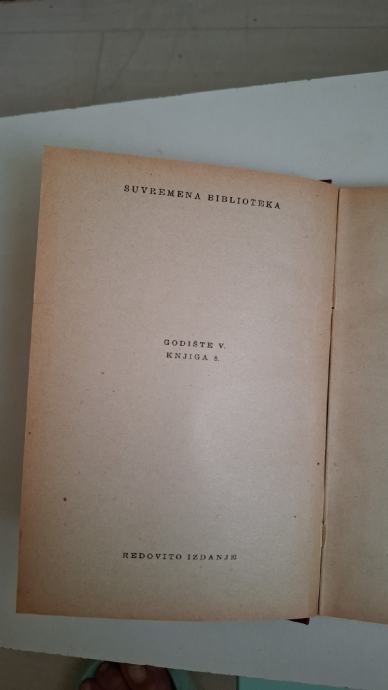 SUVREMENA BIBLIOTEKA
GODIŠTE V.
KNJIGA 8.
REDOVITO IZDANJE